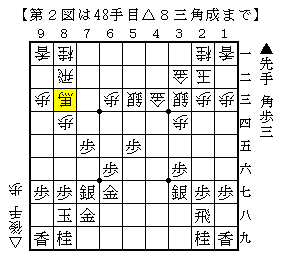 【第２図は48手目△８三角成まで】
９ ８ ７ ６ ５ ４ ３ ２ １
香 桂 桂 香 一
飛 金 玉 二
歩 馬 歩 銀 金 銀 歩 歩 三
歩 歩 四
歩 歩 五
歩 歩 六
歩 歩 銀 金 銀 歩 歩 七
玉 金 飛 八
香 桂 桂 香 九
▲先手 角歩三
△後手 歩